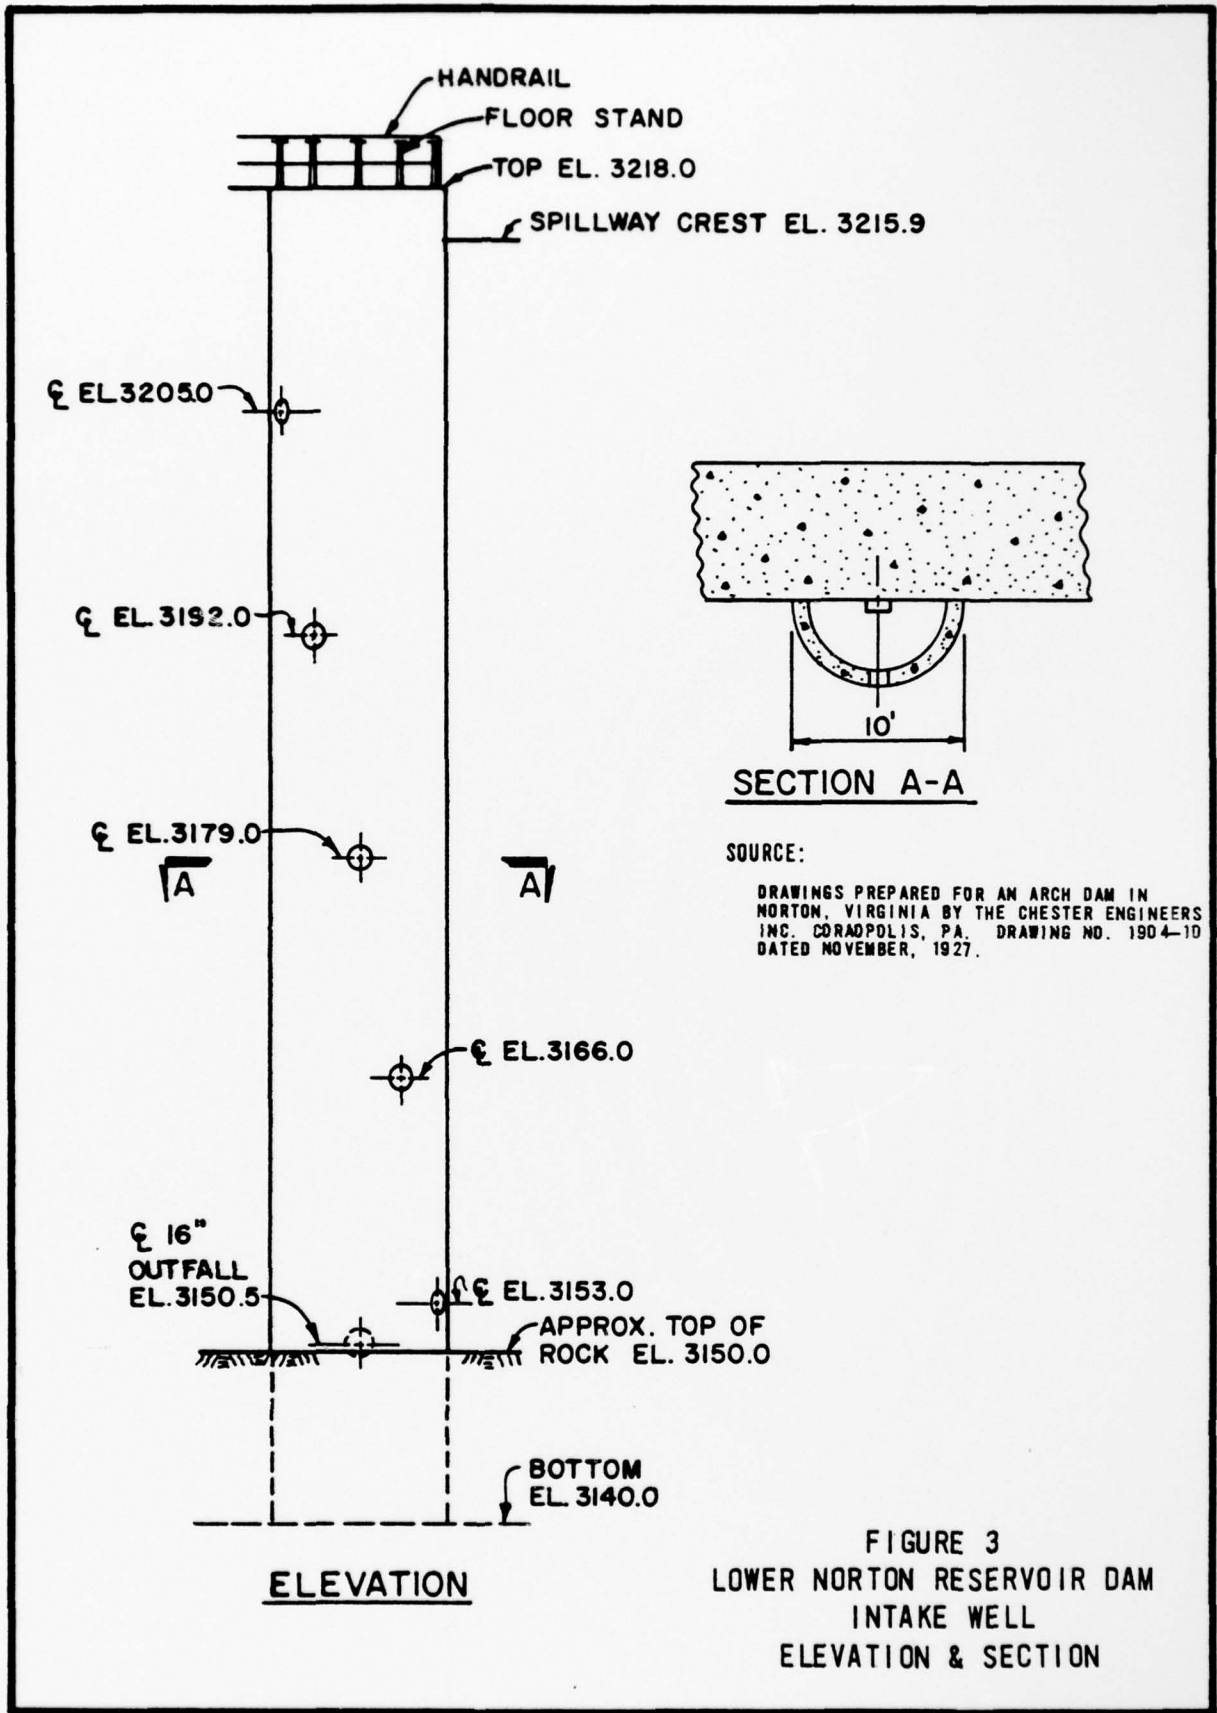 HANDRAIL
FLOOR STAND
TOP EL. 3218.0
SPILLWAY CREST EL. 3215.9
℄ EL.3205.0
℄ EL.3192.0
10'
SECTION A-A
℄ EL.3179.0
A A
SOURCE:
DRAWINGS PREPARED FOR AN ARCH DAM IN
NORTON, VIRGINIA BY THE CHESTER ENGINEERS
INC. CORAOPOLIS, PA. DRAWING NO. 1904-10
DATED NOVEMBER, 1927.
℄ EL.3166.0
℄ 16"
OUTFALL
EL.3150.5
℄ EL.3153.0
APPROX. TOP OF
ROCK EL. 3150.0
BOTTOM
EL. 3140.0
ELEVATION
FIGURE 3
LOWER NORTON RESERVOIR DAM
INTAKE WELL
ELEVATION & SECTION